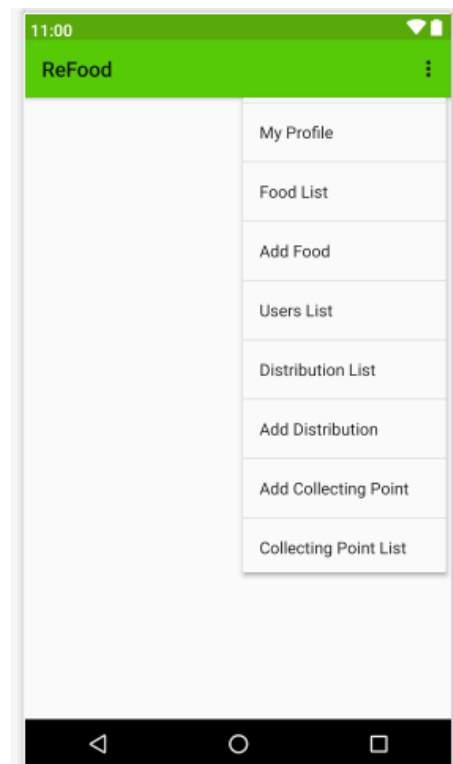 11:00
ReFood
My Profile
Food List
Add Food
Users List
Distribution List
Add Distribution
Add Collecting Point
Collecting Point List